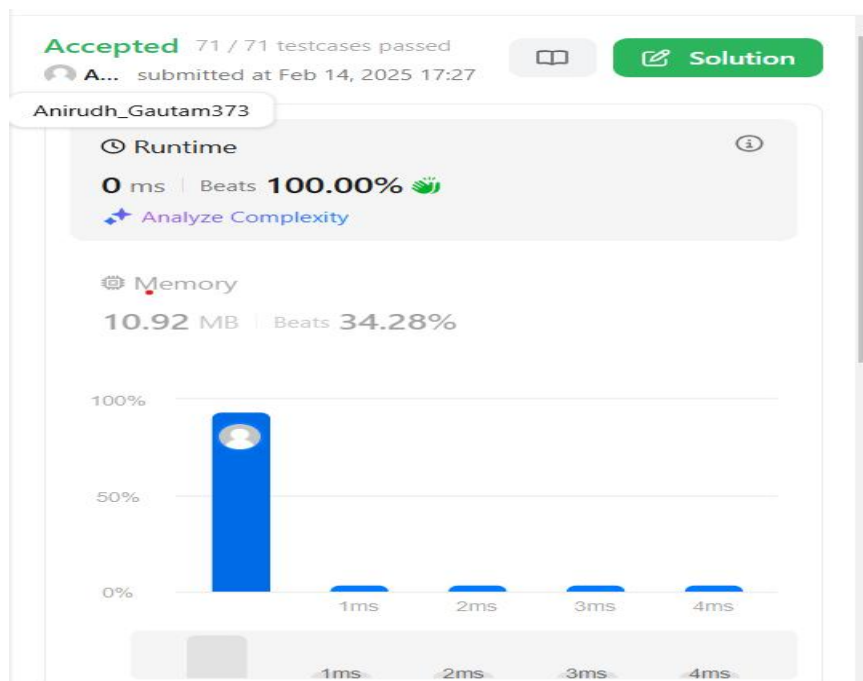 Accepted 71 / 71 testcases passed
A... submitted at Feb 14, 2025 17:27
Solution
Anirudh_Gautam373
Runtime
0 ms Beats 100.00%
Analyze Complexity
Memory
10.92 MB Beats 34.28%
100%
50%
0%
1ms 2ms 3ms 4ms
1ms 2ms 3ms 4ms